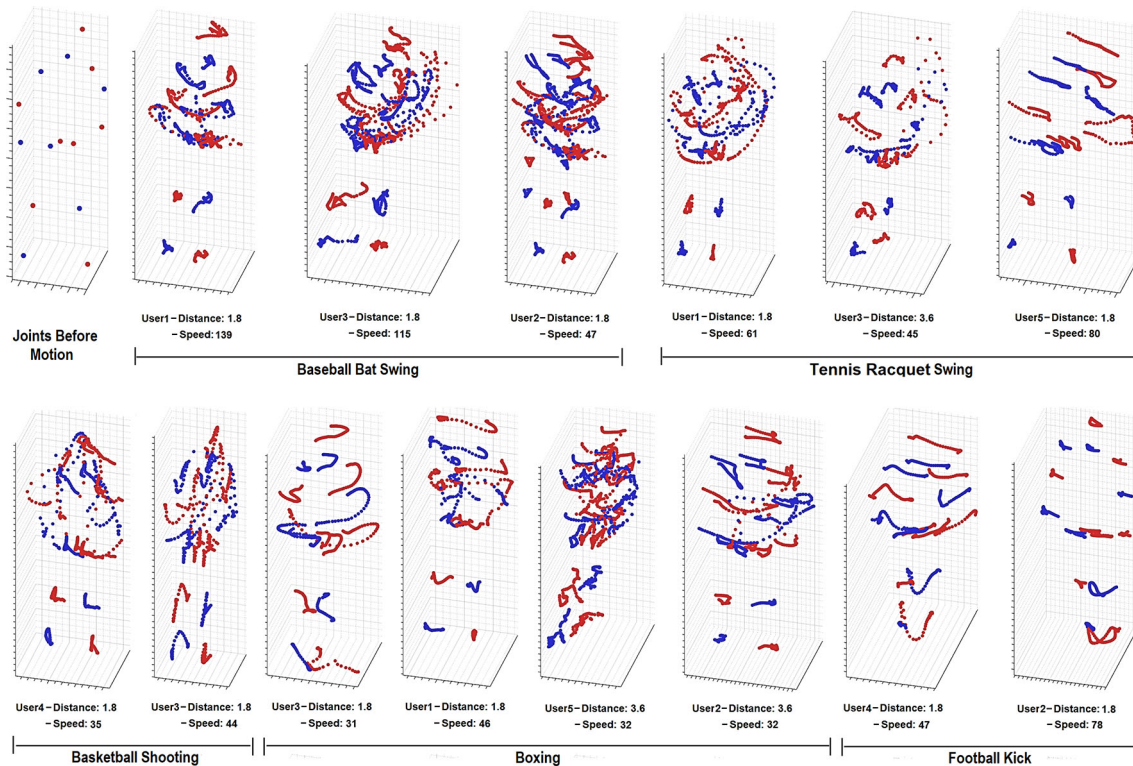 User1–Distance: 1.8
– Speed: 139
User3–Distance: 1.8
– Speed: 115
User2–Distance: 1.8
– Speed: 47
User1–Distance: 1.8
– Speed: 61
User3–Distance: 3.6
– Speed: 45
User5–Distance: 1.8
– Speed: 80
Joints Before
Motion
Baseball Bat Swing
Tennis Racquet Swing
User4–Distance: 1.8
– Speed: 35
User3–Distance: 1.8
– Speed: 44
User3–Distance: 1.8
– Speed: 31
User1–Distance: 1.8
– Speed: 46
User5–Distance: 3.6
– Speed: 32
User2–Distance: 3.6
– Speed: 32
User4–Distance: 1.8
– Speed: 47
User2–Distance: 1.8
– Speed: 78
Basketball Shooting
Boxing
Football Kick